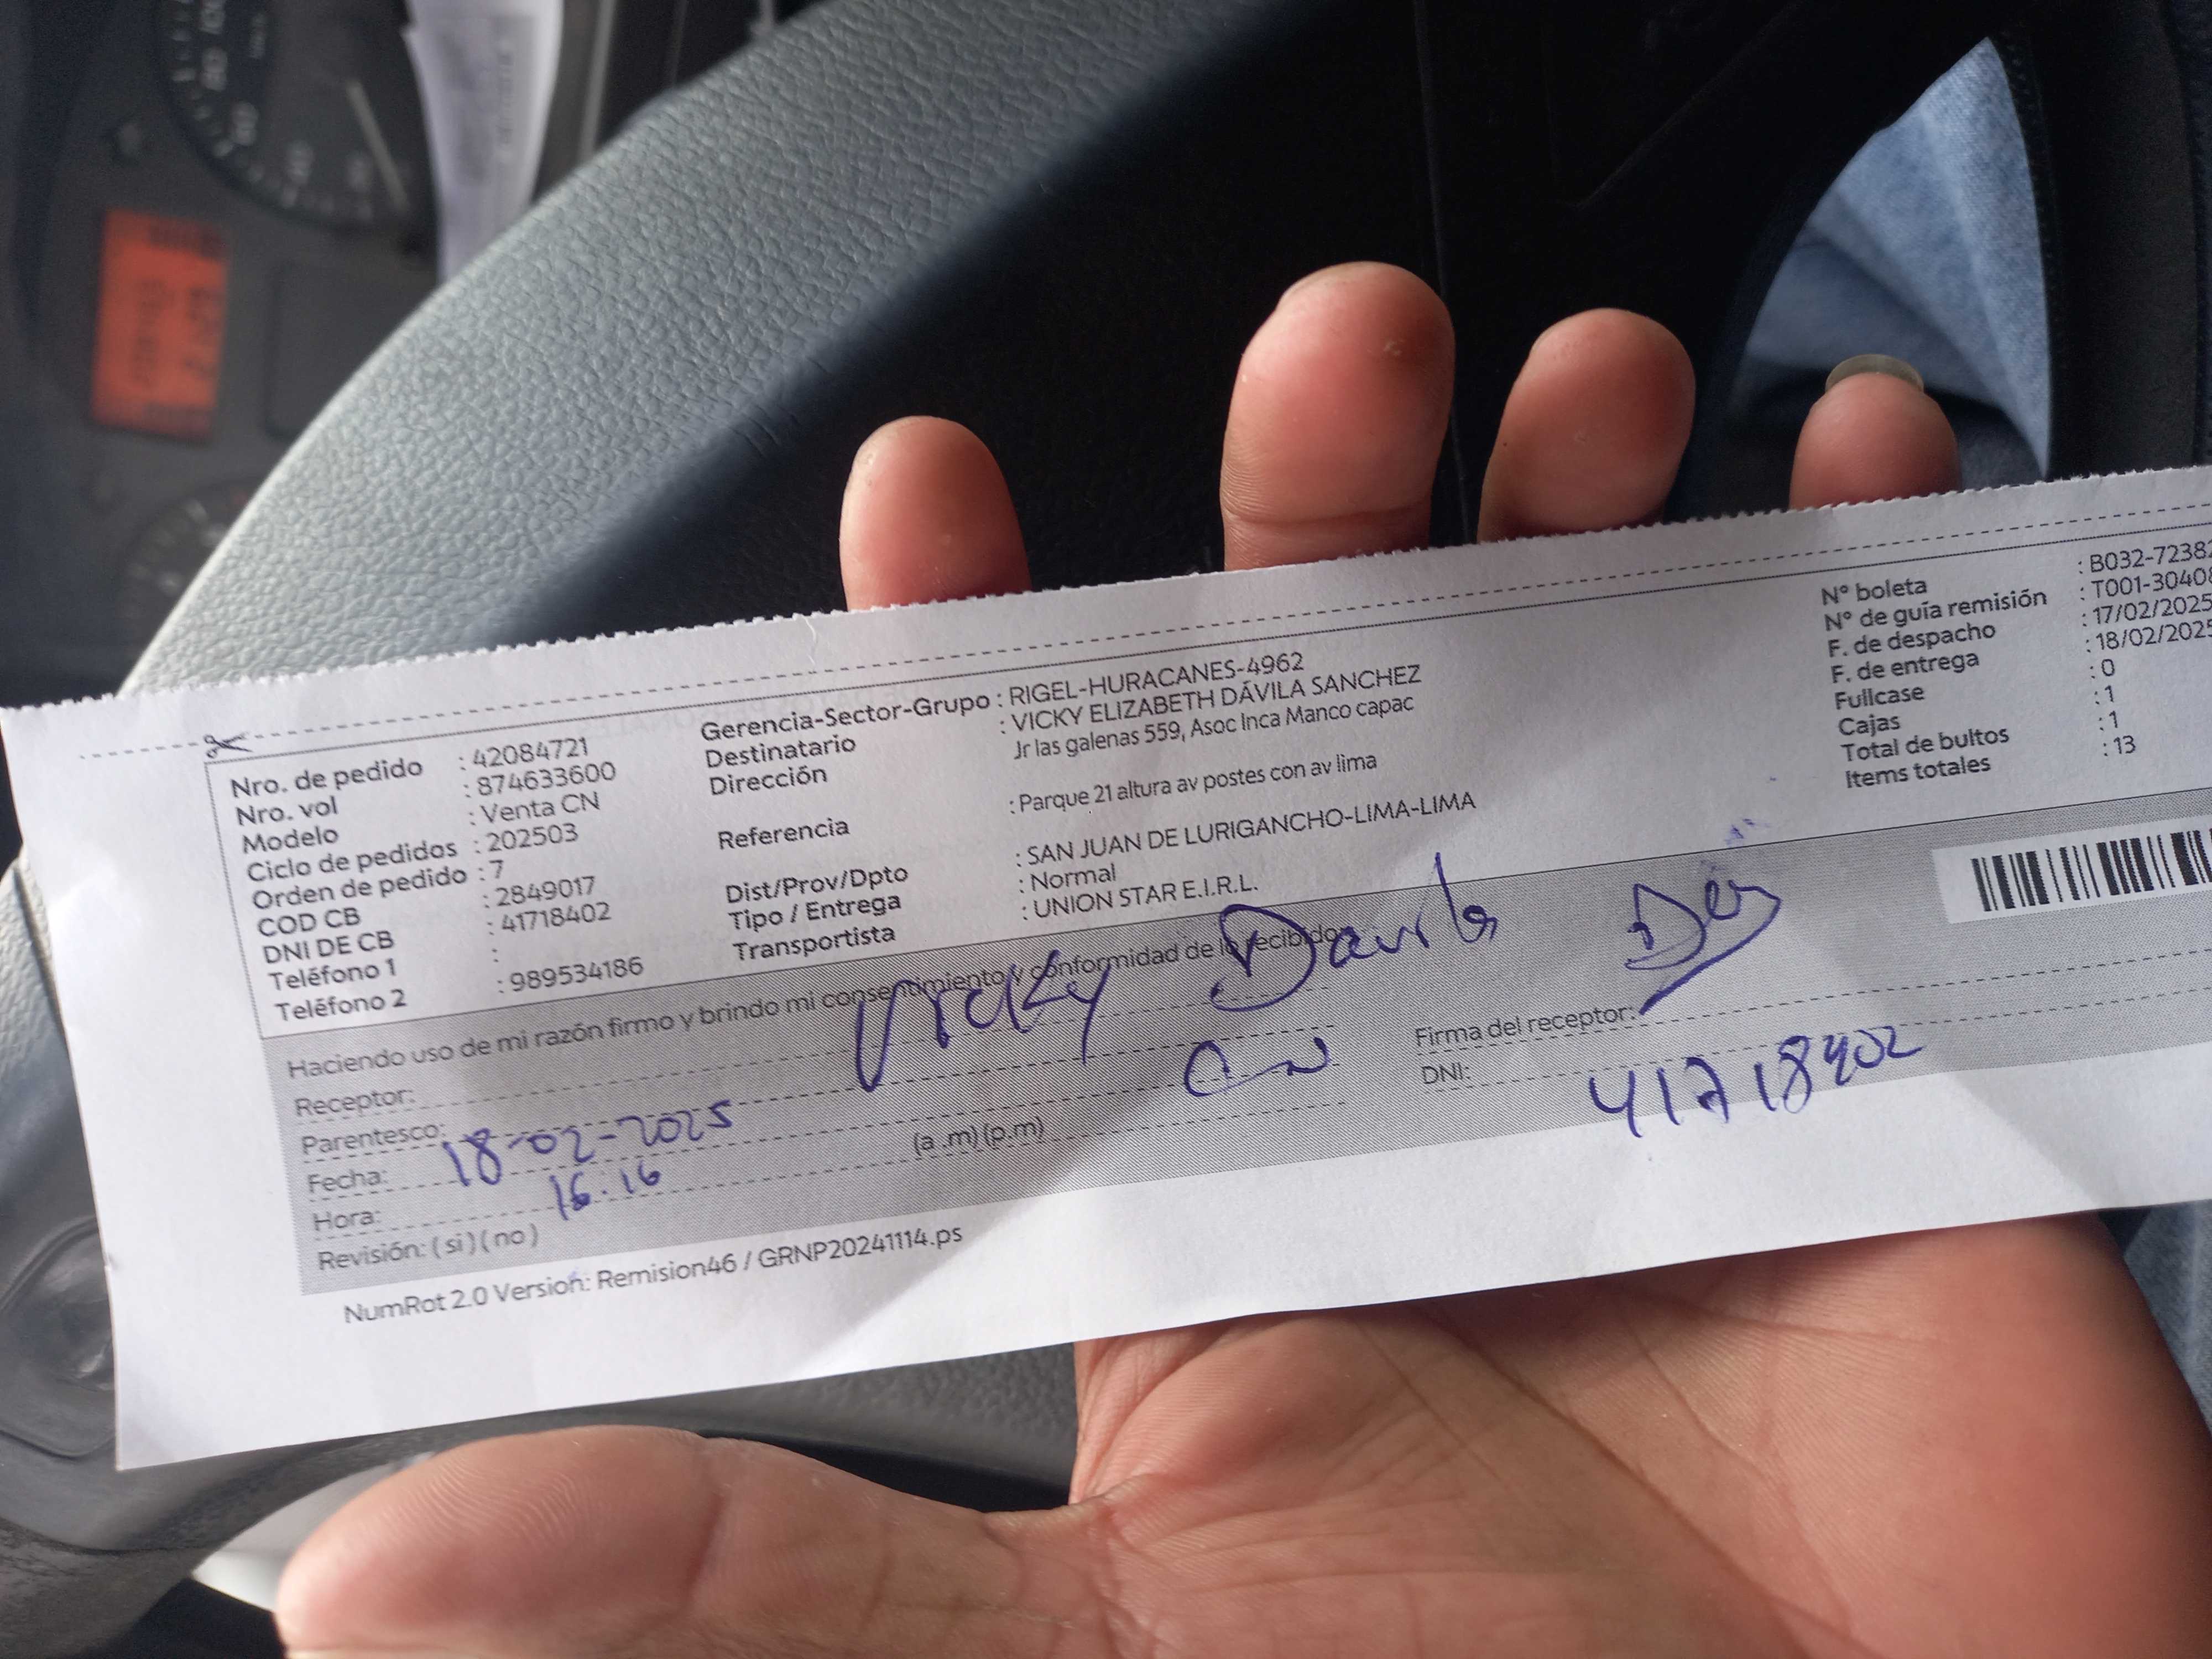 Nro. de pedido : 42084721
Nro. vol : 874633600
Modelo : Venta CN
Ciclo de pedidos : 202503
Orden de pedido : 7
COD CB : 2849017
DNI DE CB : 41718402
Teléfono 1 :
Teléfono 2 : 989534186
Gerencia-Sector-Grupo : RIGEL-HURACANES-4962
Destinatario : VICKY ELIZABETH DÁVILA SANCHEZ
Dirección Jr las galenas 559, Asoc Inca Manco capac
Referencia : Parque 21 altura av postes con av lima
Dist/Prov/Dpto : SAN JUAN DE LURIGANCHO-LIMA-LIMA
Tipo / Entrega : Normal
Transportista : UNION STAR E.I.R.L.
N° boleta : B032-7238
N° de guía remisión : T001-3040
F. de despacho : 17/02/2025
F. de entrega : 18/02/2025
Fullcase : 0
Cajas : 1
Total de bultos : 1
Items totales : 13
Haciendo uso de mi razón firmo y brindo mi consentimiento y conformidad de lo recibido
Receptor: Vicky Davila
Parentesco:
Fecha: 18-02-2025
Hora: 16:16 (a .m) (p.m)
Revisión: ( si ) ( no )
Firma del receptor:
DNI: 41718402
NumRot 2.0 Version: Remision46 / GRNP20241114.ps